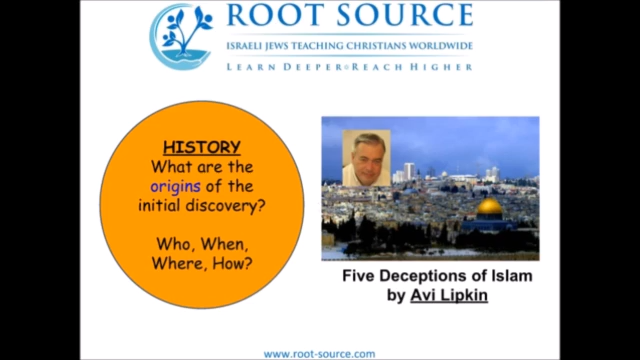 ROOT SOURCE
ISRAELI JEWS TEACHING CHRISTIANS WORLDWIDE
LEARN DEEPER REACH HIGHER
HISTORY
What are the
origins of the
initial discovery?
Who, When,
Where, How?
Five Deceptions of Islam
by Avi Lipkin
www.root-source.com